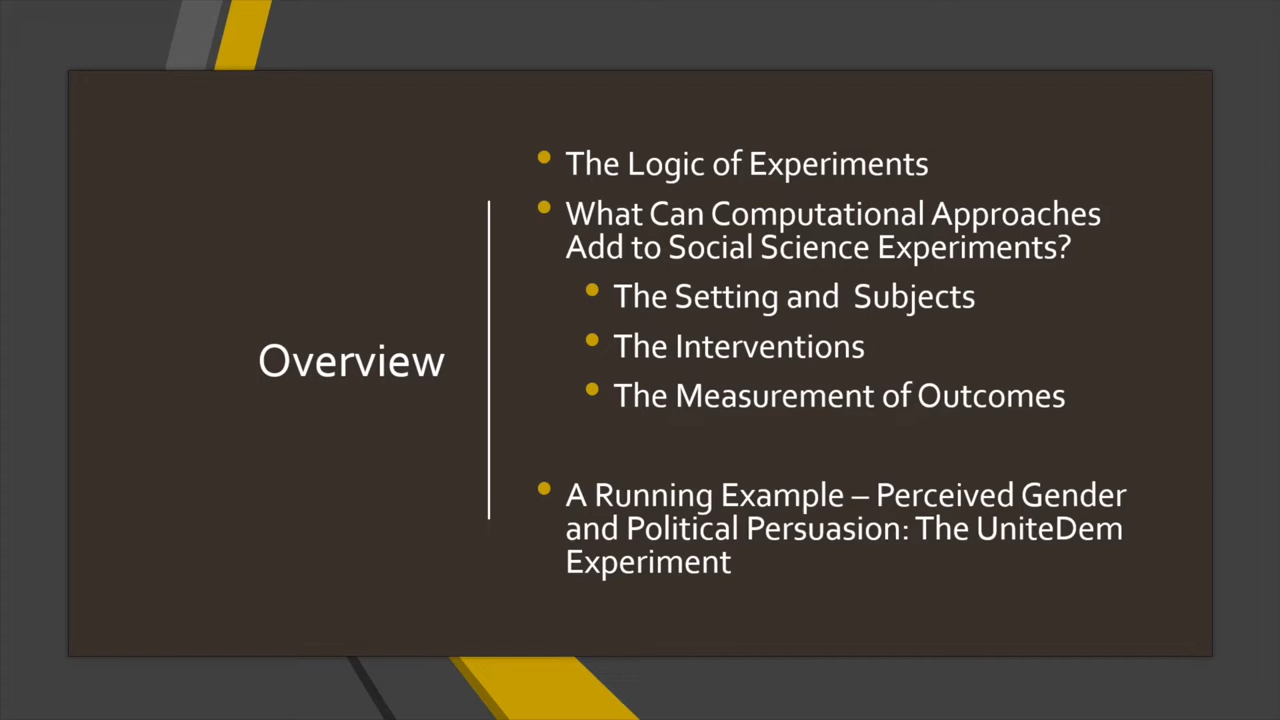 Overview
• The Logic of Experiments
• What Can Computational Approaches
Add to Social Science Experiments?
• The Setting and  Subjects
• The Interventions
• The Measurement of Outcomes
• A Running Example – Perceived Gender
and Political Persuasion: The UniteDem
Experiment